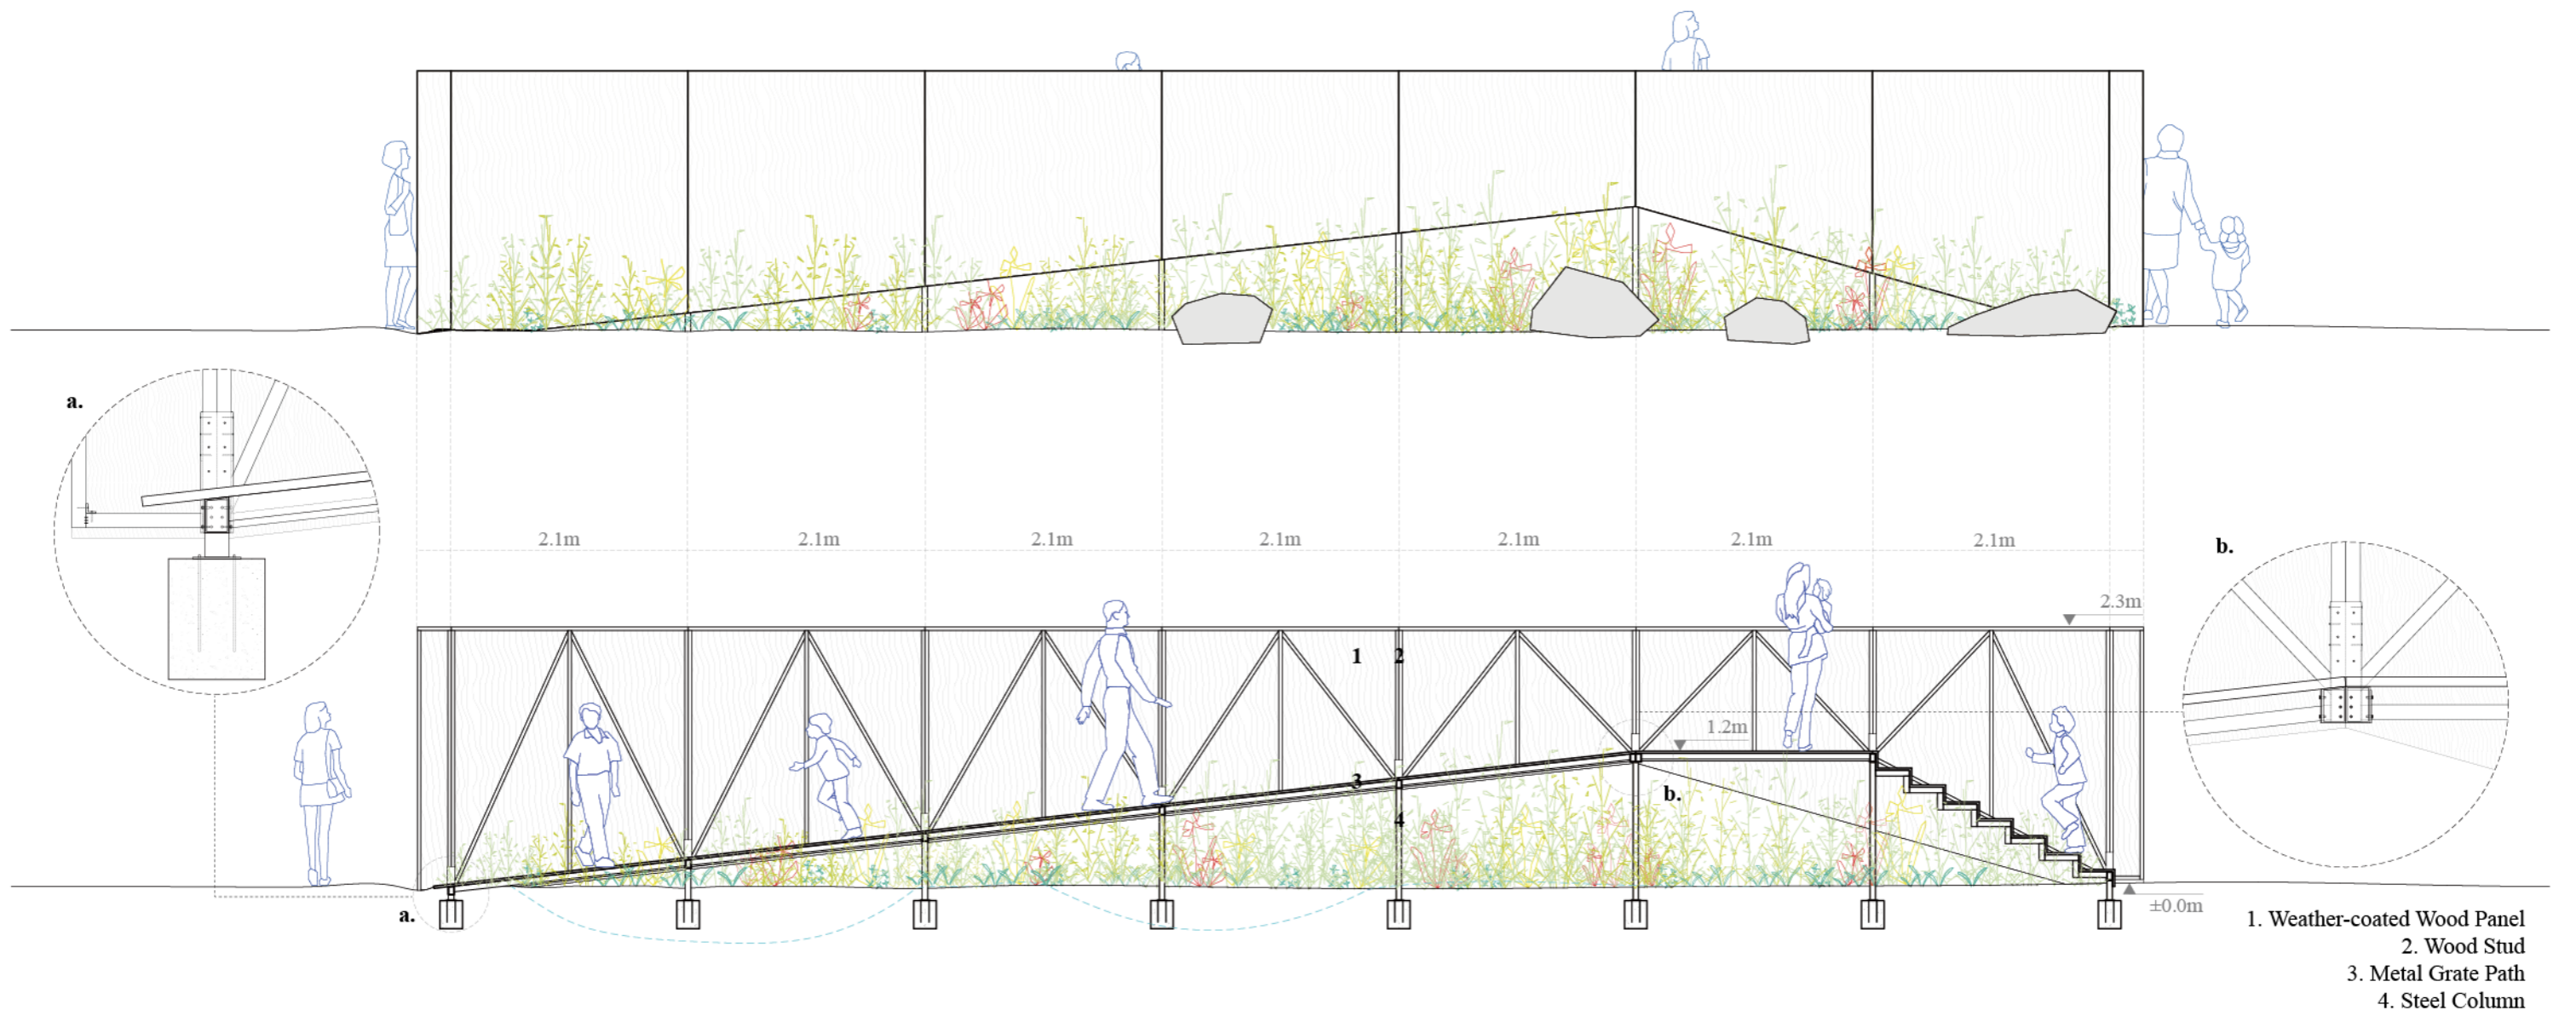 a.
2.1m 2.1m 2.1m 2.1m 2.1m 2.1m 2.1m
b.
2.3m
1 2
1.2m
3
b.
4
a.
±0.0m
1. Weather-coated Wood Panel
2. Wood Stud
3. Metal Grate Path
4. Steel Column